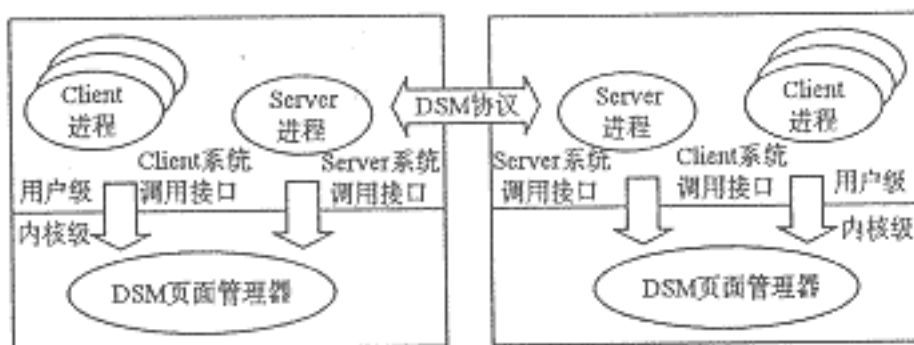 Client
进程
Server
进程
DSM协议
Server
进程
Client
进程
Client系统
调用接口
Server系统
调用接口
Server系统
调用接口
Client系统
调用接口
用户级
内核级
用户级
内核级
DSM页面管理器
DSM页面管理器